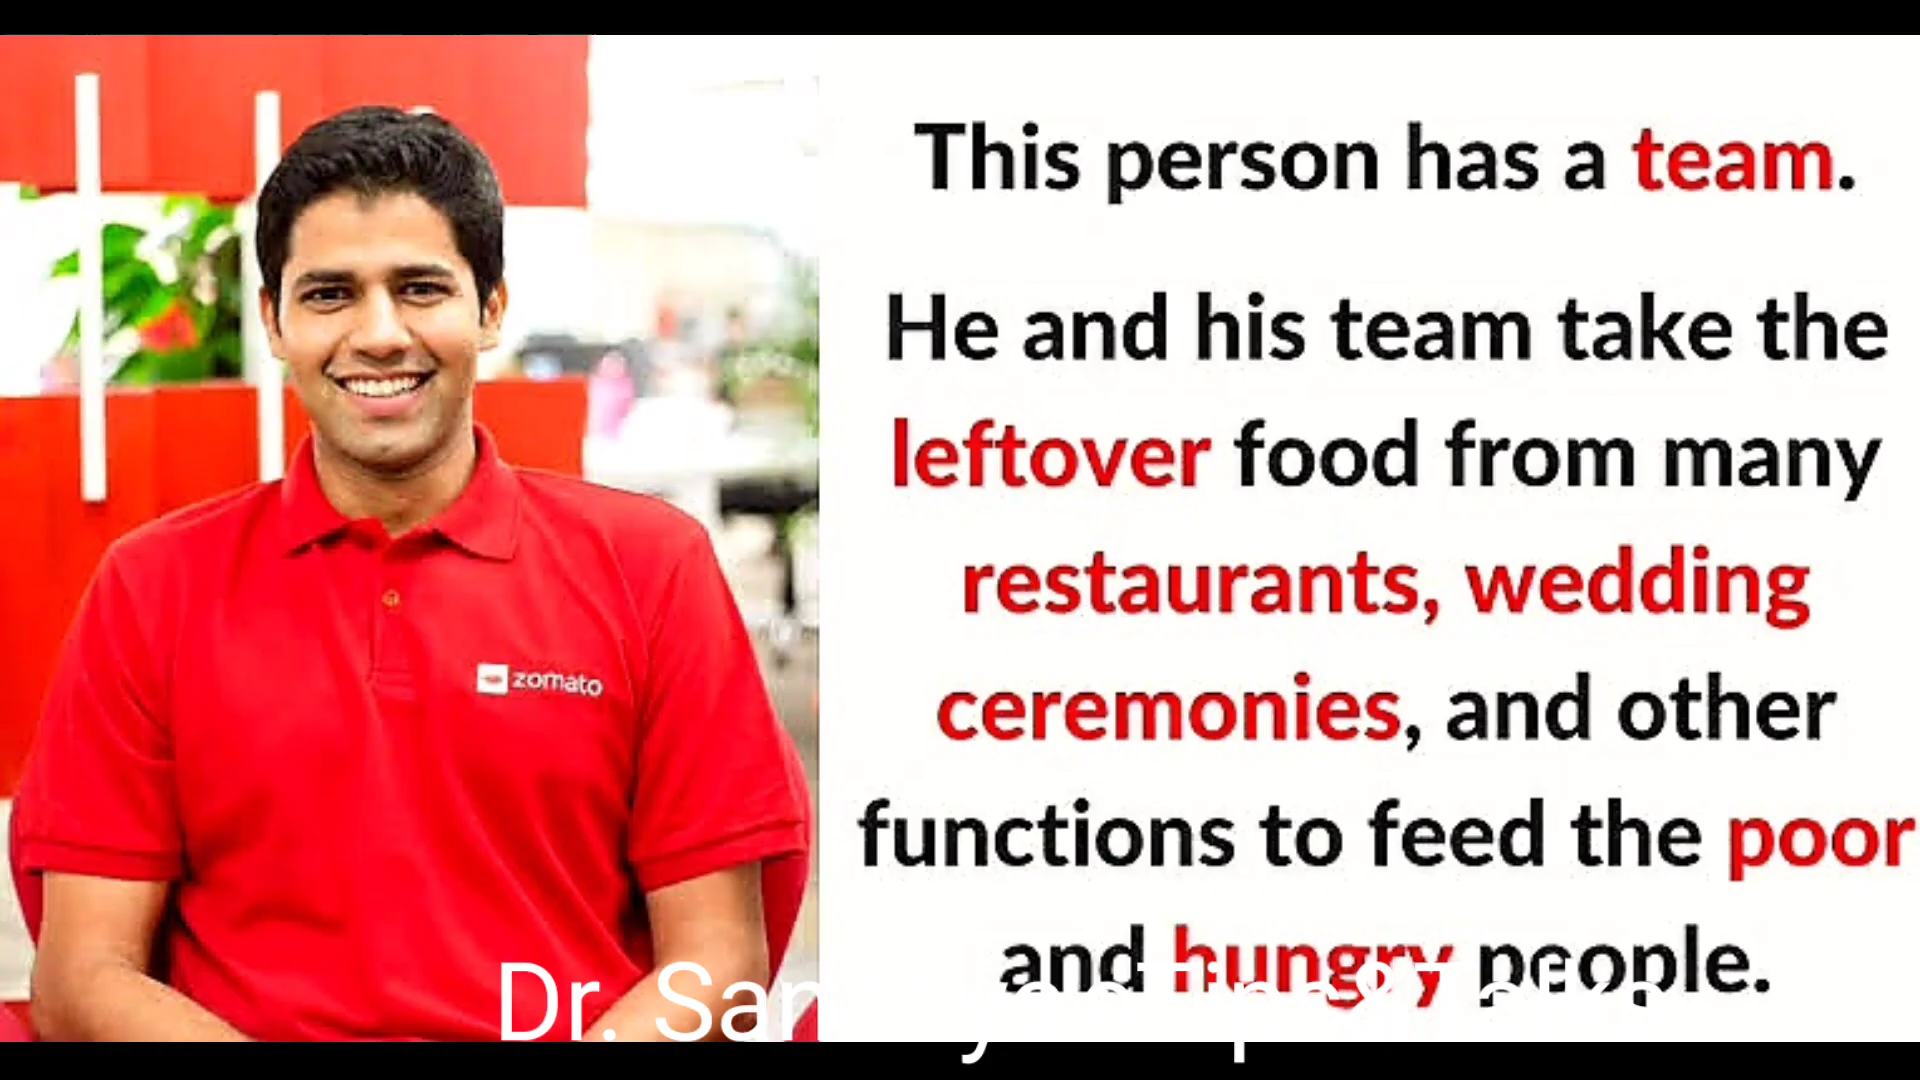 This person has a team.
He and his team take the
leftover food from many
restaurants, wedding
ceremonies, and other
functions to feed the poor
and hungry people.
zomato
Dr.